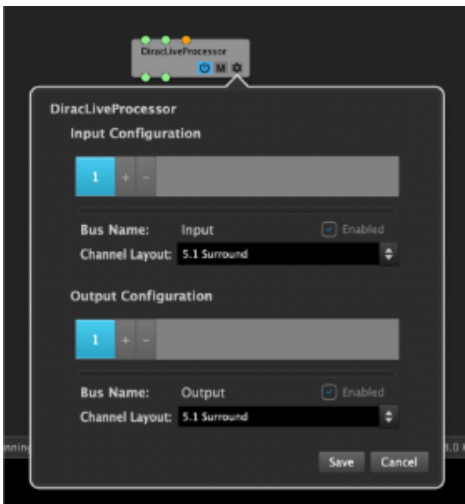 DiracLiveProcessor
M
DiracLiveProcessor
Input Configuration
1 + -
Bus Name: Input Enabled
Channel Layout: 5.1 Surround
Output Configuration
1 + -
Bus Name: Output Enabled
Channel Layout: 5.1 Surround
Save Cancel